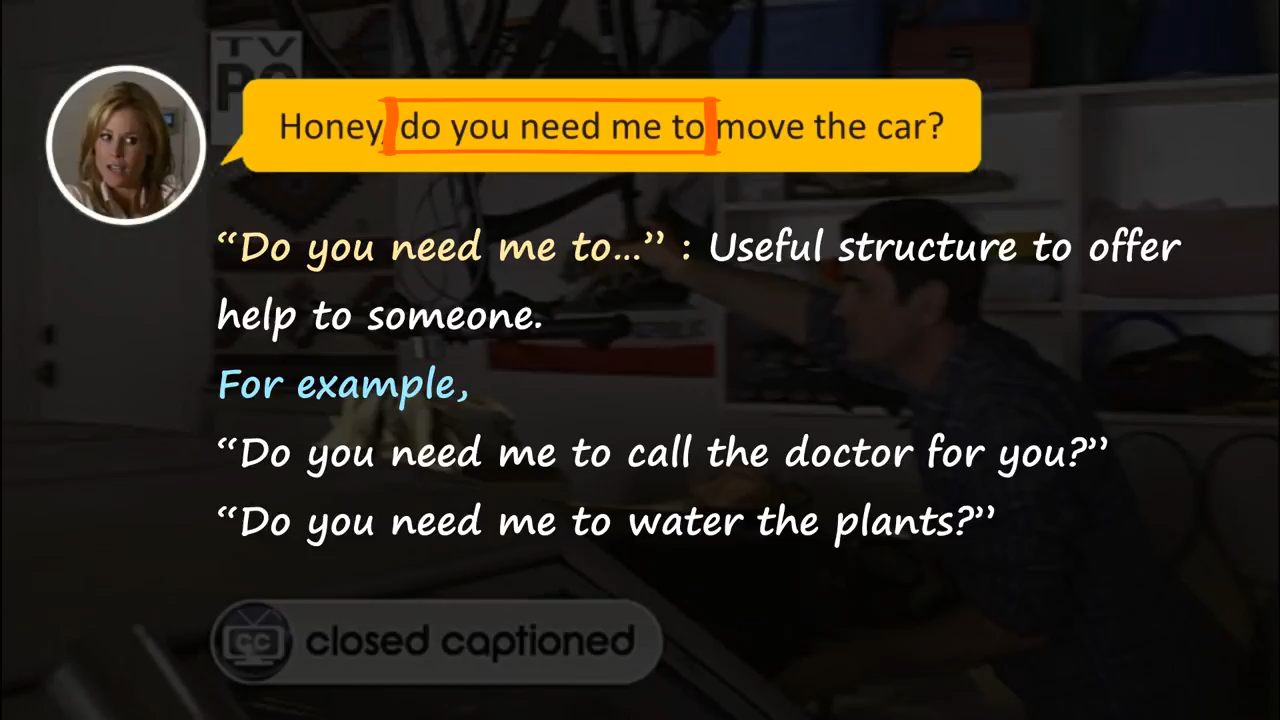 TV
PG
Honey, do you need me to move the car?
“Do you need me to...” : Useful structure to offer
help to someone.
For example,
“Do you need me to call the doctor for you?”
“Do you need me to water the plants?”
CC closed captioned